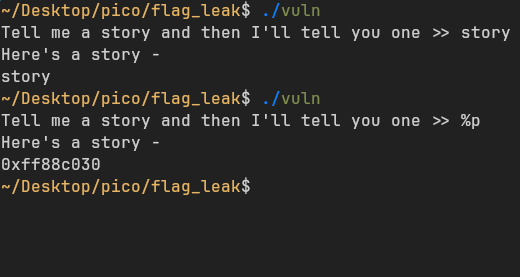 ~/Desktop/pico/flag_leak$ ./vuln
Tell me a story and then I'll tell you one >> story
Here's a story -
story
~/Desktop/pico/flag_leak$ ./vuln
Tell me a story and then I'll tell you one >> %p
Here's a story -
0xff88c030
~/Desktop/pico/flag_leak$